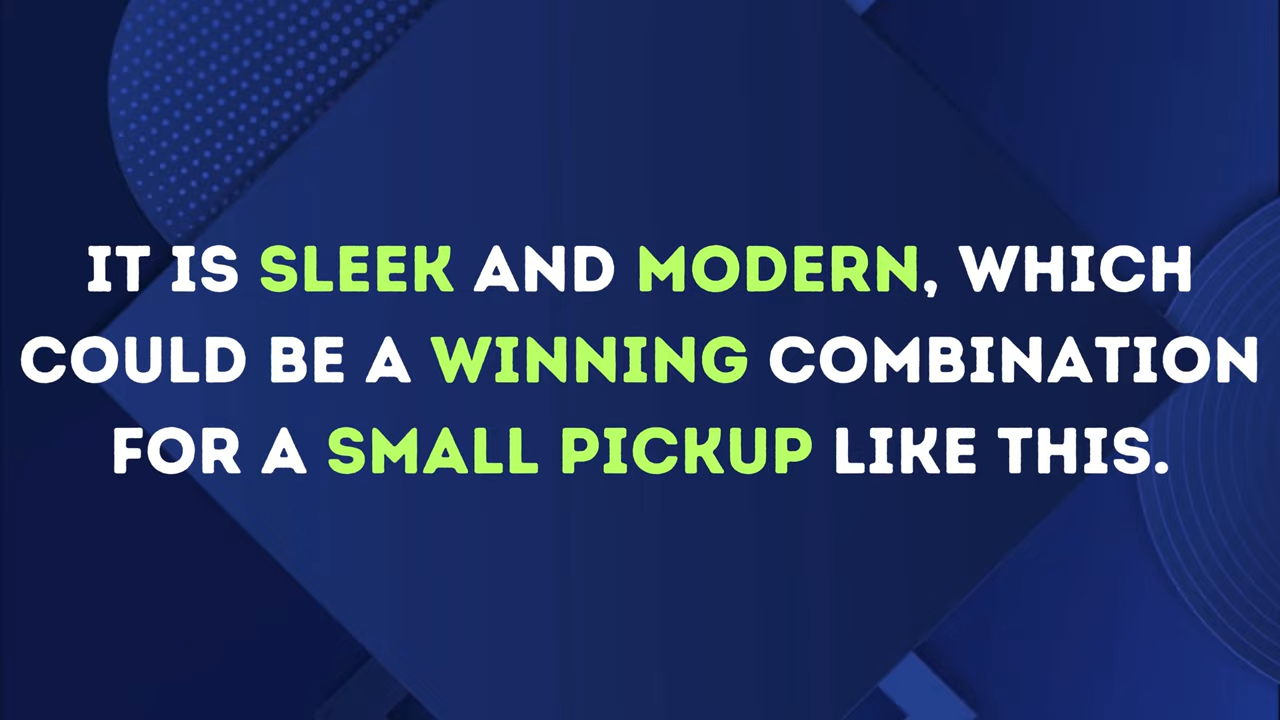 IT IS SLEEK AND MODERN, WHICH
COULD BE A WINNING COMBINATION
FOR A SMALL PICKUP LIKE THIS.